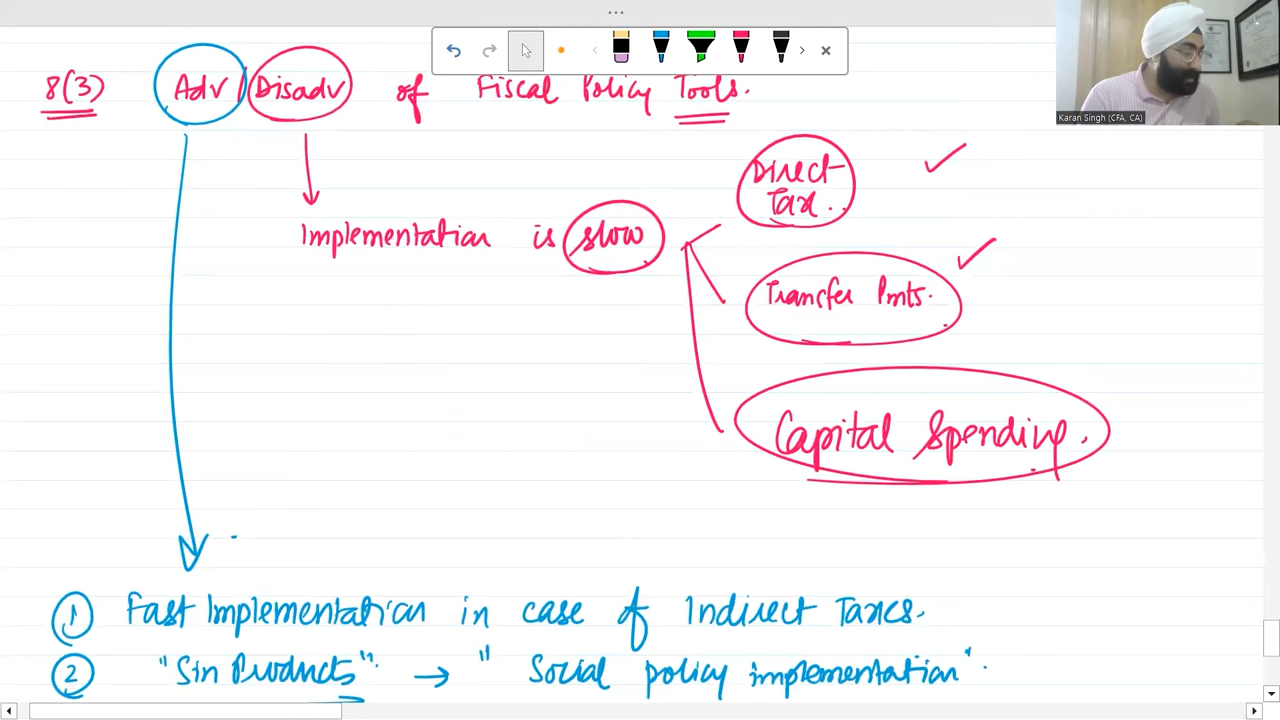 8(3) Adv/Disadv of Fiscal Policy Tools.
Karan Singh (CFA, CA)
Direct
Tax.
Implementation is slow
Transfer Pmts.
Capital Spending.
① Fast Implementation in case of Indirect Taxes.
② "Sin Products". → "Social policy implementation".